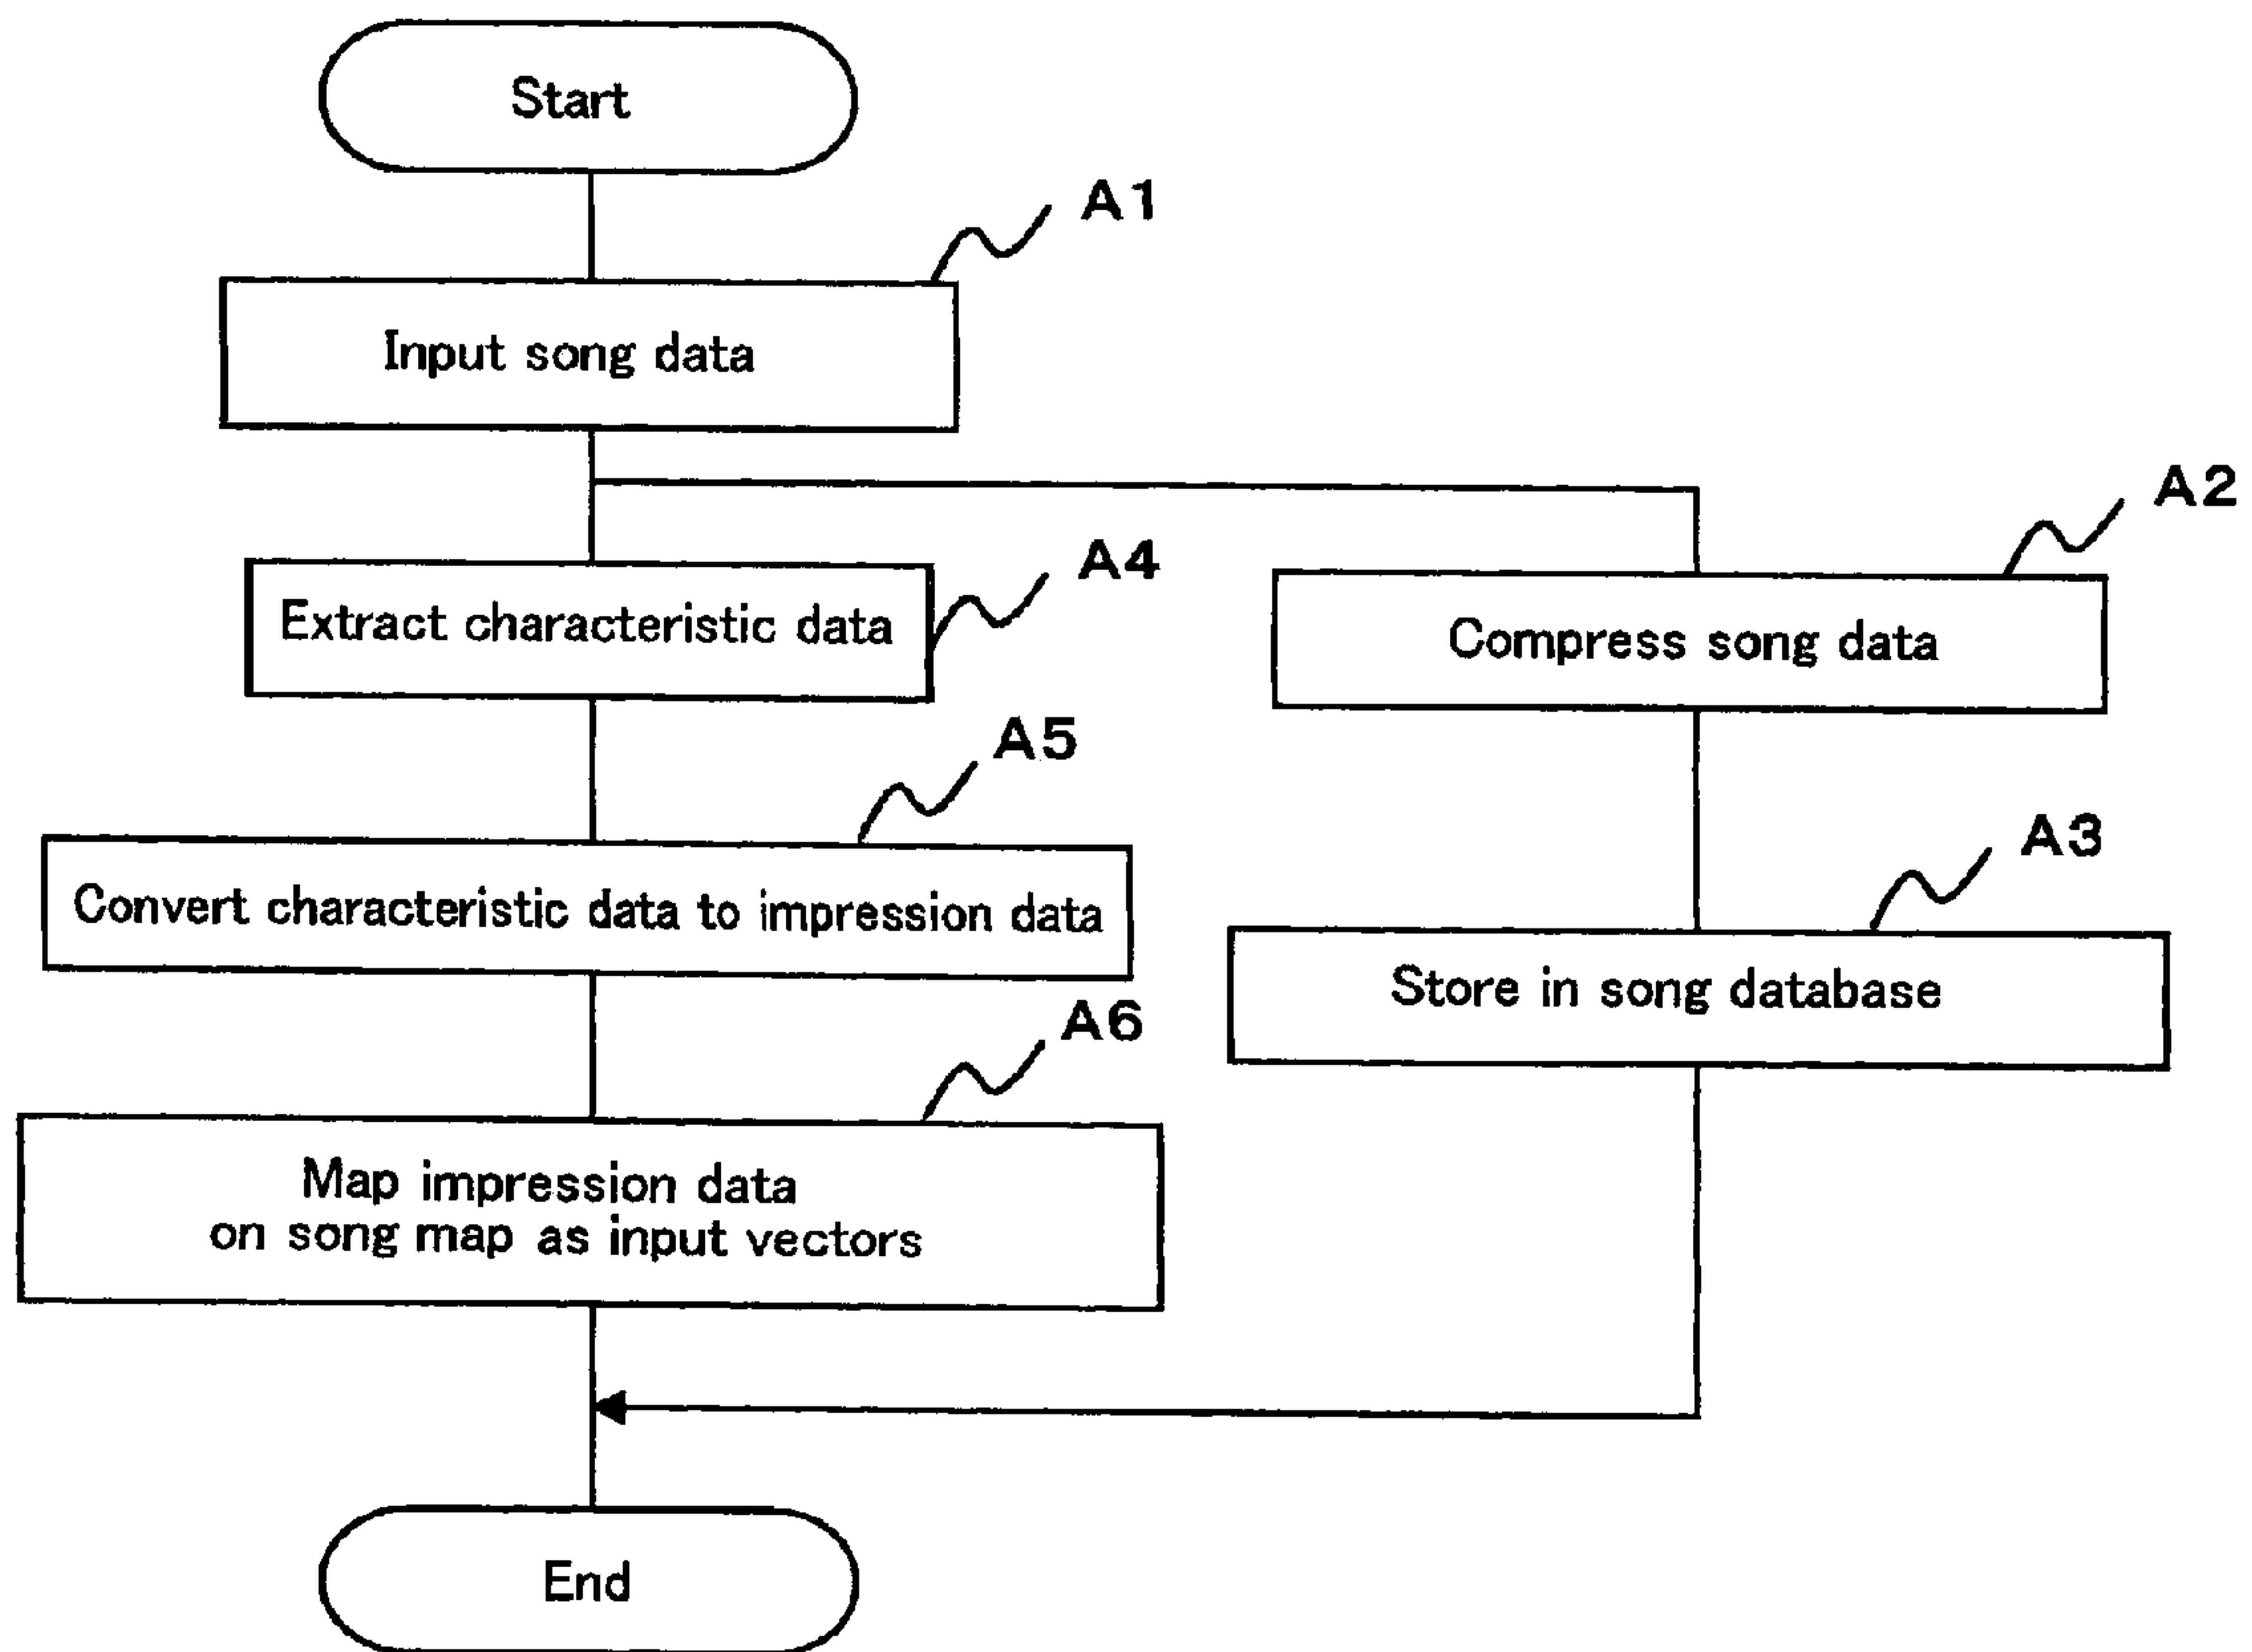 Start
A1
Input song data
A2
A4
Extract characteristic data
Compress song data
A5
A3
Convert characteristic data to impression data
Store in song database
A6
Map impression data
on song map as input vectors
End